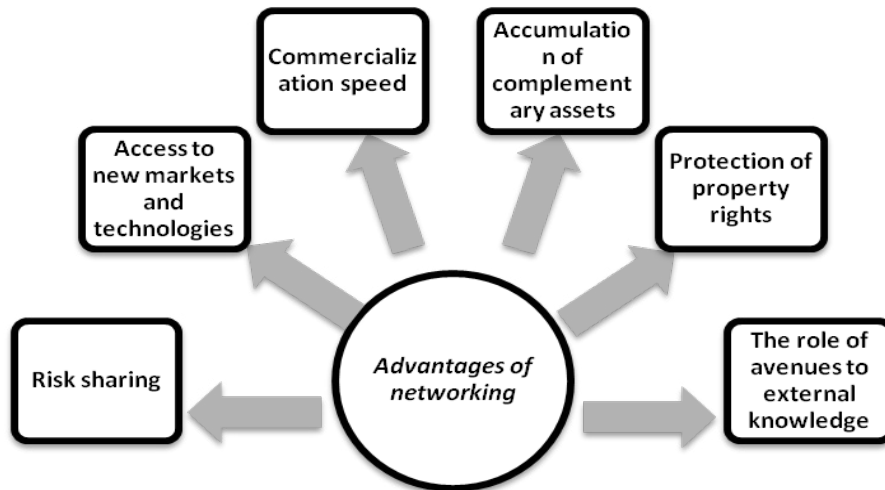 Commercializ
ation speed
Accumulatio
n of
complement
ary assets
Access to
new markets
and
technologies
Protection of
property
rights
Risk sharing
Advantages of
networking
The role of
avenues to
external
knowledge